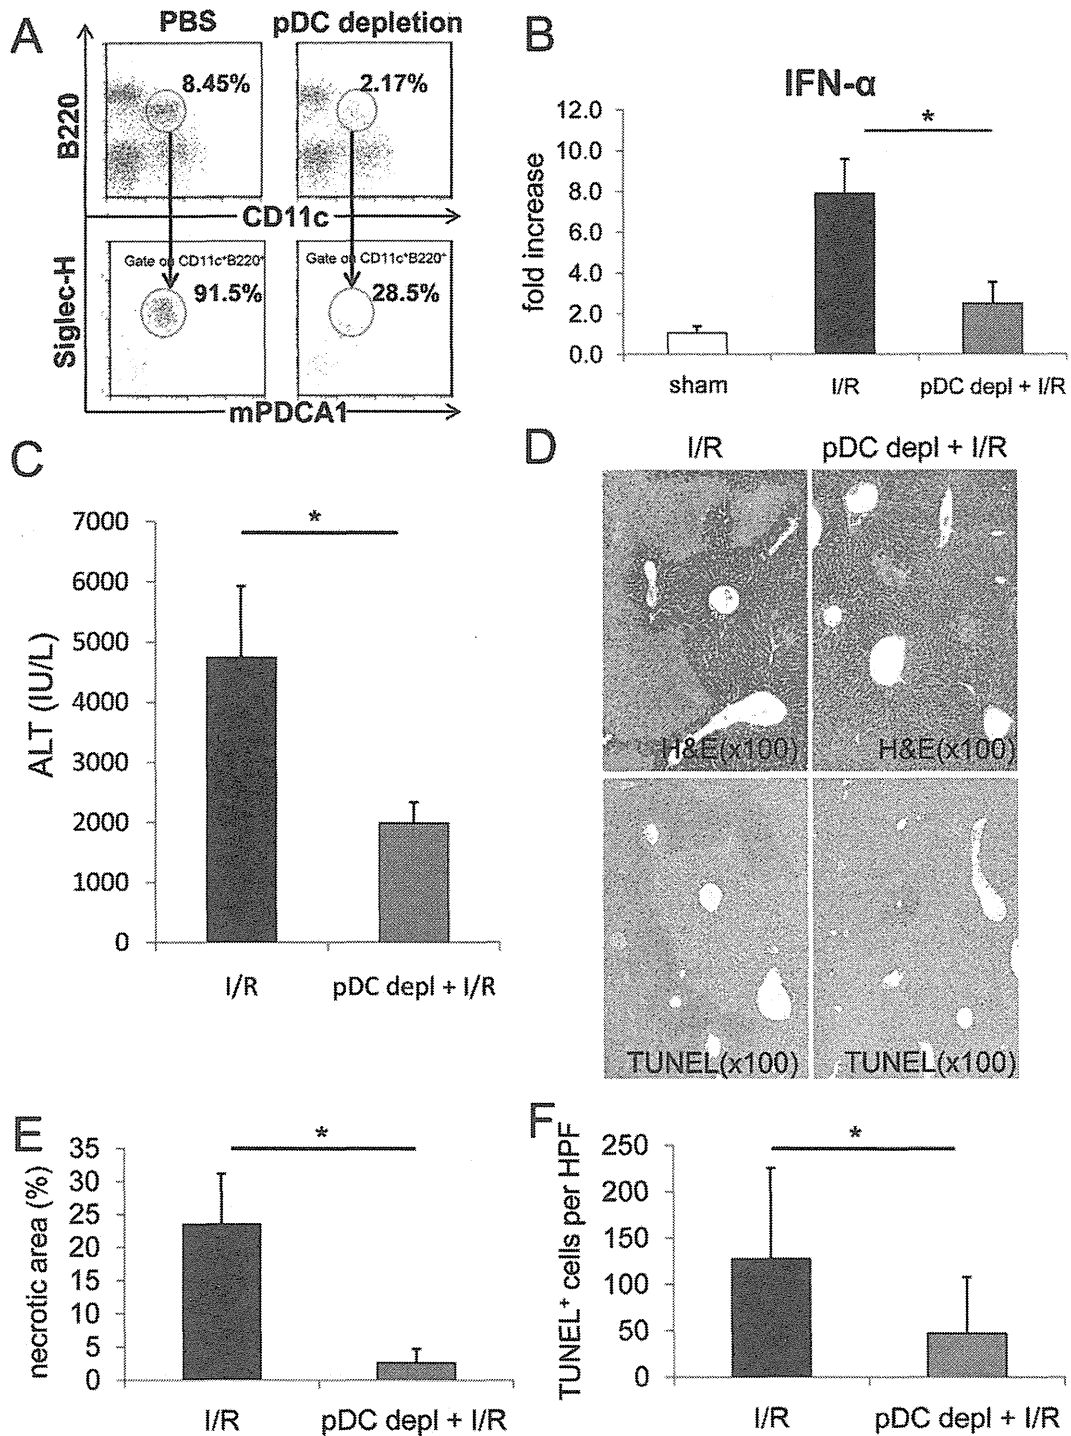 A
PBS
pDC depletion
8.45%
2.17%
B220
CD11c
Gate on CD11c⁺B220⁺
Gate on CD11c⁺B220⁺
91.5%
28.5%
Siglec-H
mPDCA1
B
IFN-α
fold increase
12.0
10.0
8.0
6.0
4.0
2.0
0.0
*
sham
I/R
pDC depl + I/R
C
ALT (IU/L)
7000
6000
5000
4000
3000
2000
1000
0
*
I/R
pDC depl + I/R
D
I/R
pDC depl + I/R
H&E(x100)
H&E(x100)
TUNEL(x100)
TUNEL(x100)
E
necrotic area (%)
35
30
25
20
15
10
5
0
*
I/R
pDC depl + I/R
F
TUNEL⁺ cells per HPF
250
200
150
100
50
0
*
I/R
pDC depl + I/R